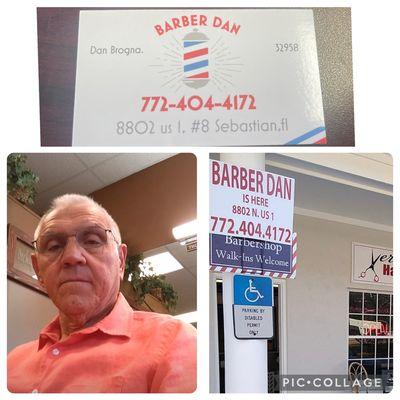 BARBER DAN
Dan Brogna.
32958
772-404-4172
8802 us 1. #8 Sebastian.fl
BARBER DAN
IS HERE
8802 N. US 1
772.404.4172
Barbershop
Walk-Ins Welcome
PARKING BY
DISABLED
PERMIT
ONLY
OPEN
PIC•COLLAGE